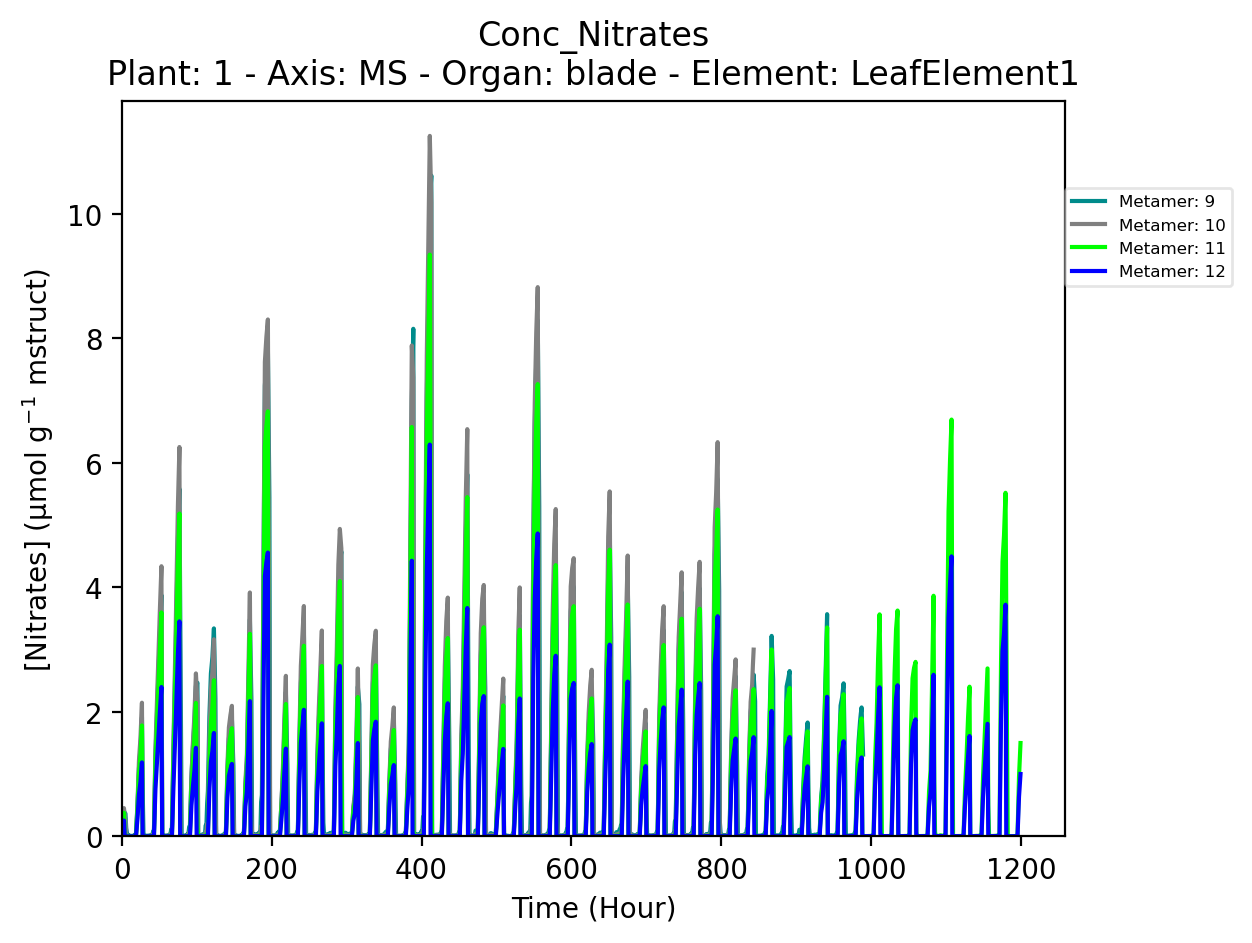 Conc_Nitrates
Plant: 1 - Axis: MS - Organ: blade - Element: LeafElement1
[Nitrates] (µmol g⁻¹ mstruct)
10
8
6
4
2
0
Metamer: 9
Metamer: 10
Metamer: 11
Metamer: 12
0 200 400 600 800 1000 1200
Time (Hour)